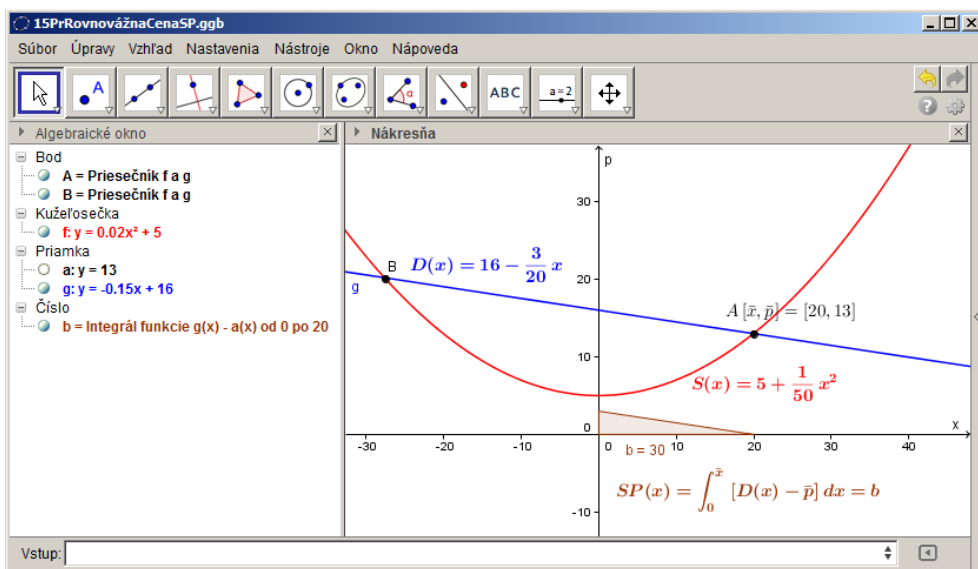 15PrRovnovážnaCenaSP.ggb
Súbor Úpravy Vzhľad Nastavenia Nástroje Okno Nápoveda
A ABC a=2
Algebraické okno
Bod
A = Priesečník f a g
B = Priesečník f a g
Kužeľosečka
f: y = 0.02x² + 5
Priamka
a: y = 13
g: y = -0.15x + 16
Číslo
b = Integrál funkcie g(x) - a(x) od 0 po 20
Nákresňa
p
30
B D(x) = 16 − 3/20 x
g
20
A [x̄, p̄] = [20, 13]
10
S(x) = 5 + 1/50 x²
0 x
-30 -20 -10 0 10 20 30 40
b = 30
SP(x) = ∫₀^x̄ [D(x) − p̄] dx = b
-10
Vstup: